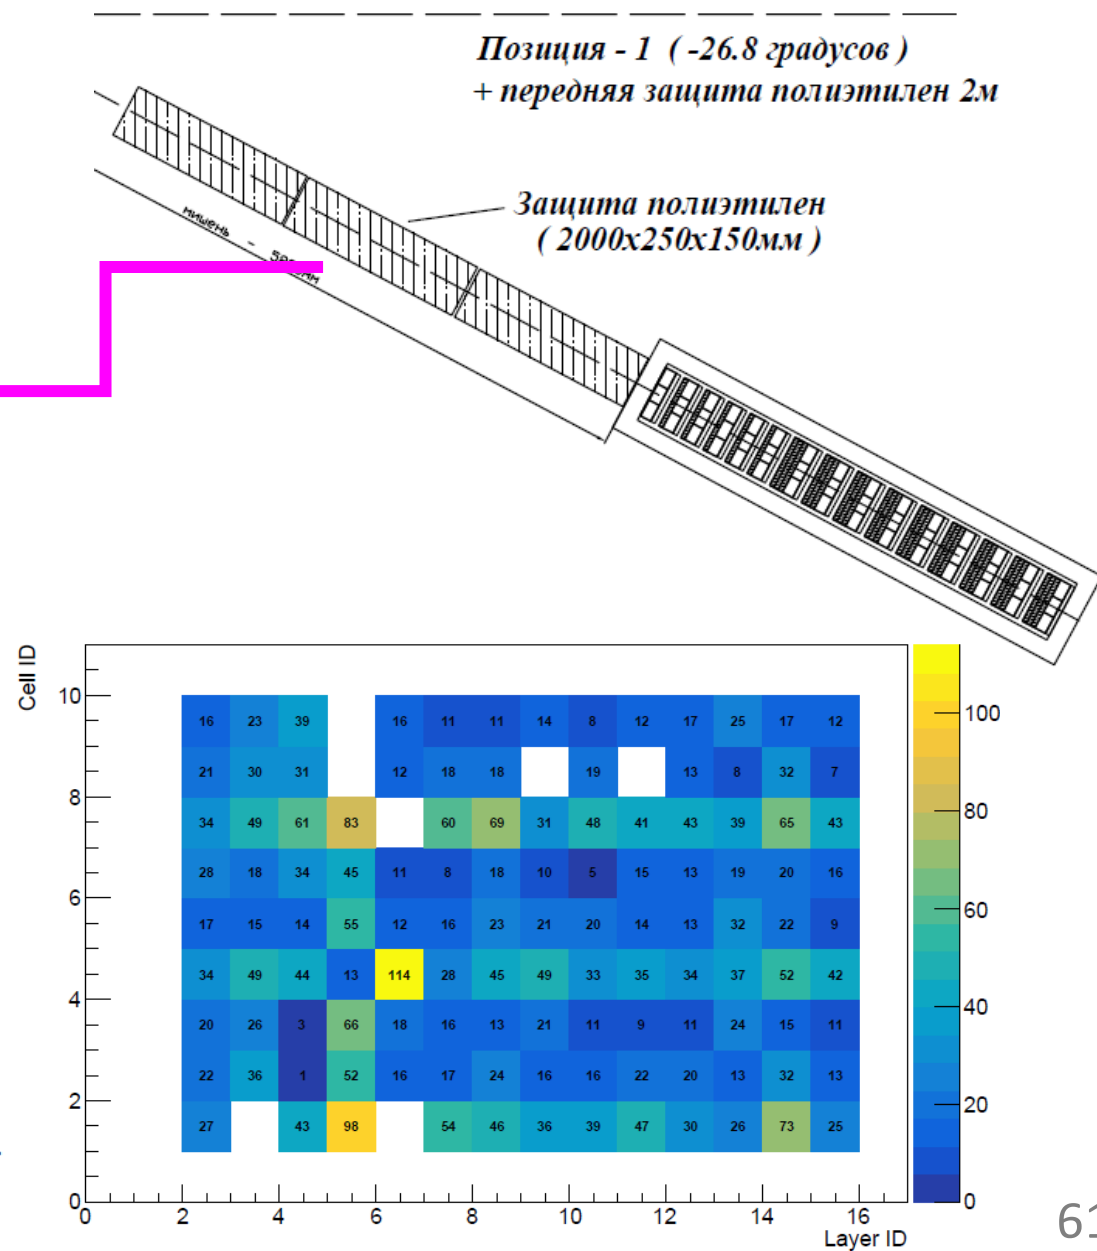 Позиция - 1 ( -26.8 градусов )
+ передняя защита полиэтилен 2м
Защита полиэтилен
( 2000x250x150мм )
мишень -
Cell ID
10
8
6
4
2
0
16 23 39 16 11 11 14 8 12 17 25 17 12
21 30 31 12 18 18 19 13 8 32 7
34 49 61 83 60 69 31 48 41 43 39 65 43
28 18 34 45 11 8 18 10 5 15 13 19 20 16
17 15 14 55 12 16 23 21 20 14 13 32 22 9
34 49 44 13 114 28 45 49 33 35 34 37 52 42
20 26 3 66 18 16 13 21 11 9 11 24 15 11
22 36 1 52 16 17 24 16 16 22 20 13 32 13
27 43 98 54 46 36 39 47 30 26 73 25
0 2 4 6 8 10 12 14 16
Layer ID
100
80
60
40
20
0
61